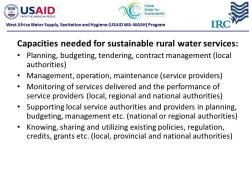 USAID
FROM THE AMERICAN PEOPLE
Global
Water for
Sustainability
West Africa Water Supply, Sanitation and Hygiene (USAID WA-WASH) Program
IRC
Capacities needed for sustainable rural water services:
• Planning, budgeting, tendering, contract management (local
authorities)
• Management, operation, maintenance (service providers)
• Monitoring of services delivered and the performance of
service providers (local, regional and national authorities)
• Supporting local service authorities and providers in planning,
budgeting, management etc. (national or regional authorities)
• Knowing, sharing and utilizing existing policies, regulation,
credits, grants etc. (local, provincial and national authorities)